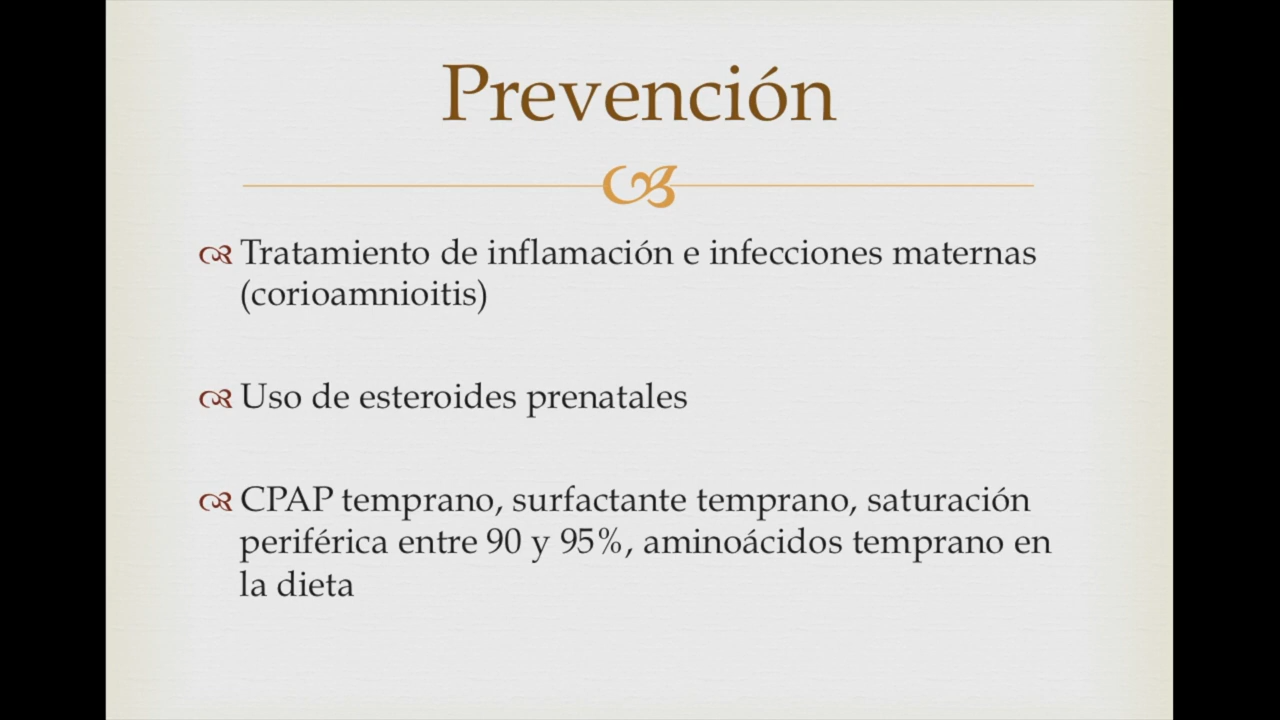 Prevención
Tratamiento de inflamación e infecciones maternas
(corioamnioitis)
Uso de esteroides prenatales
CPAP temprano, surfactante temprano, saturación
periférica entre 90 y 95%, aminoácidos temprano en
la dieta